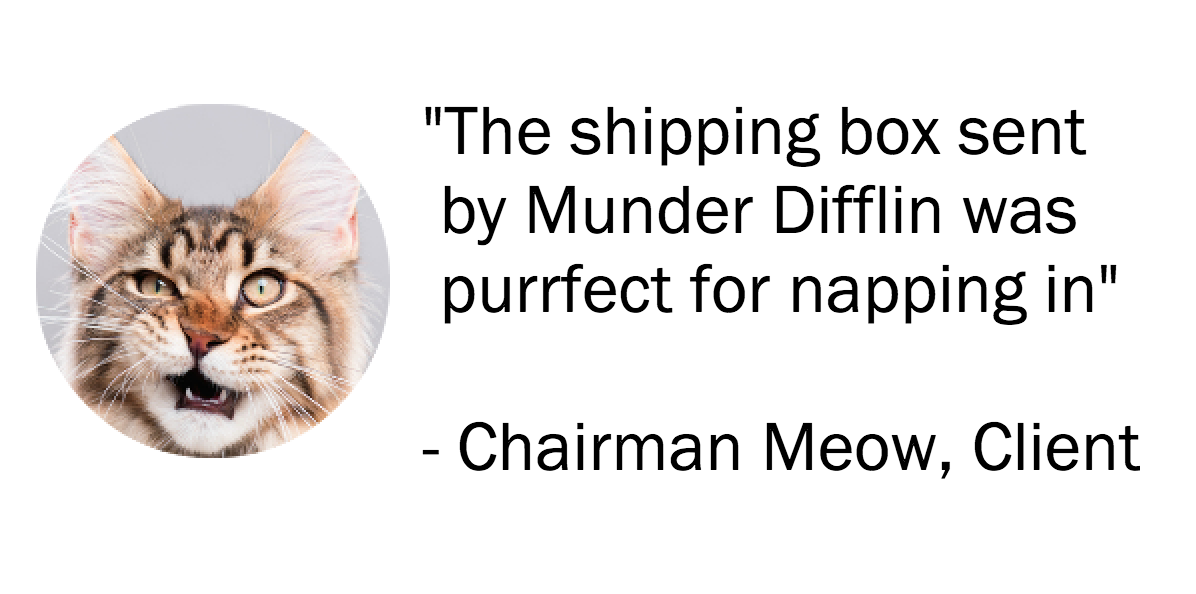 "The shipping box sent
by Munder Difflin was
purrfect for napping in"
- Chairman Meow, Client